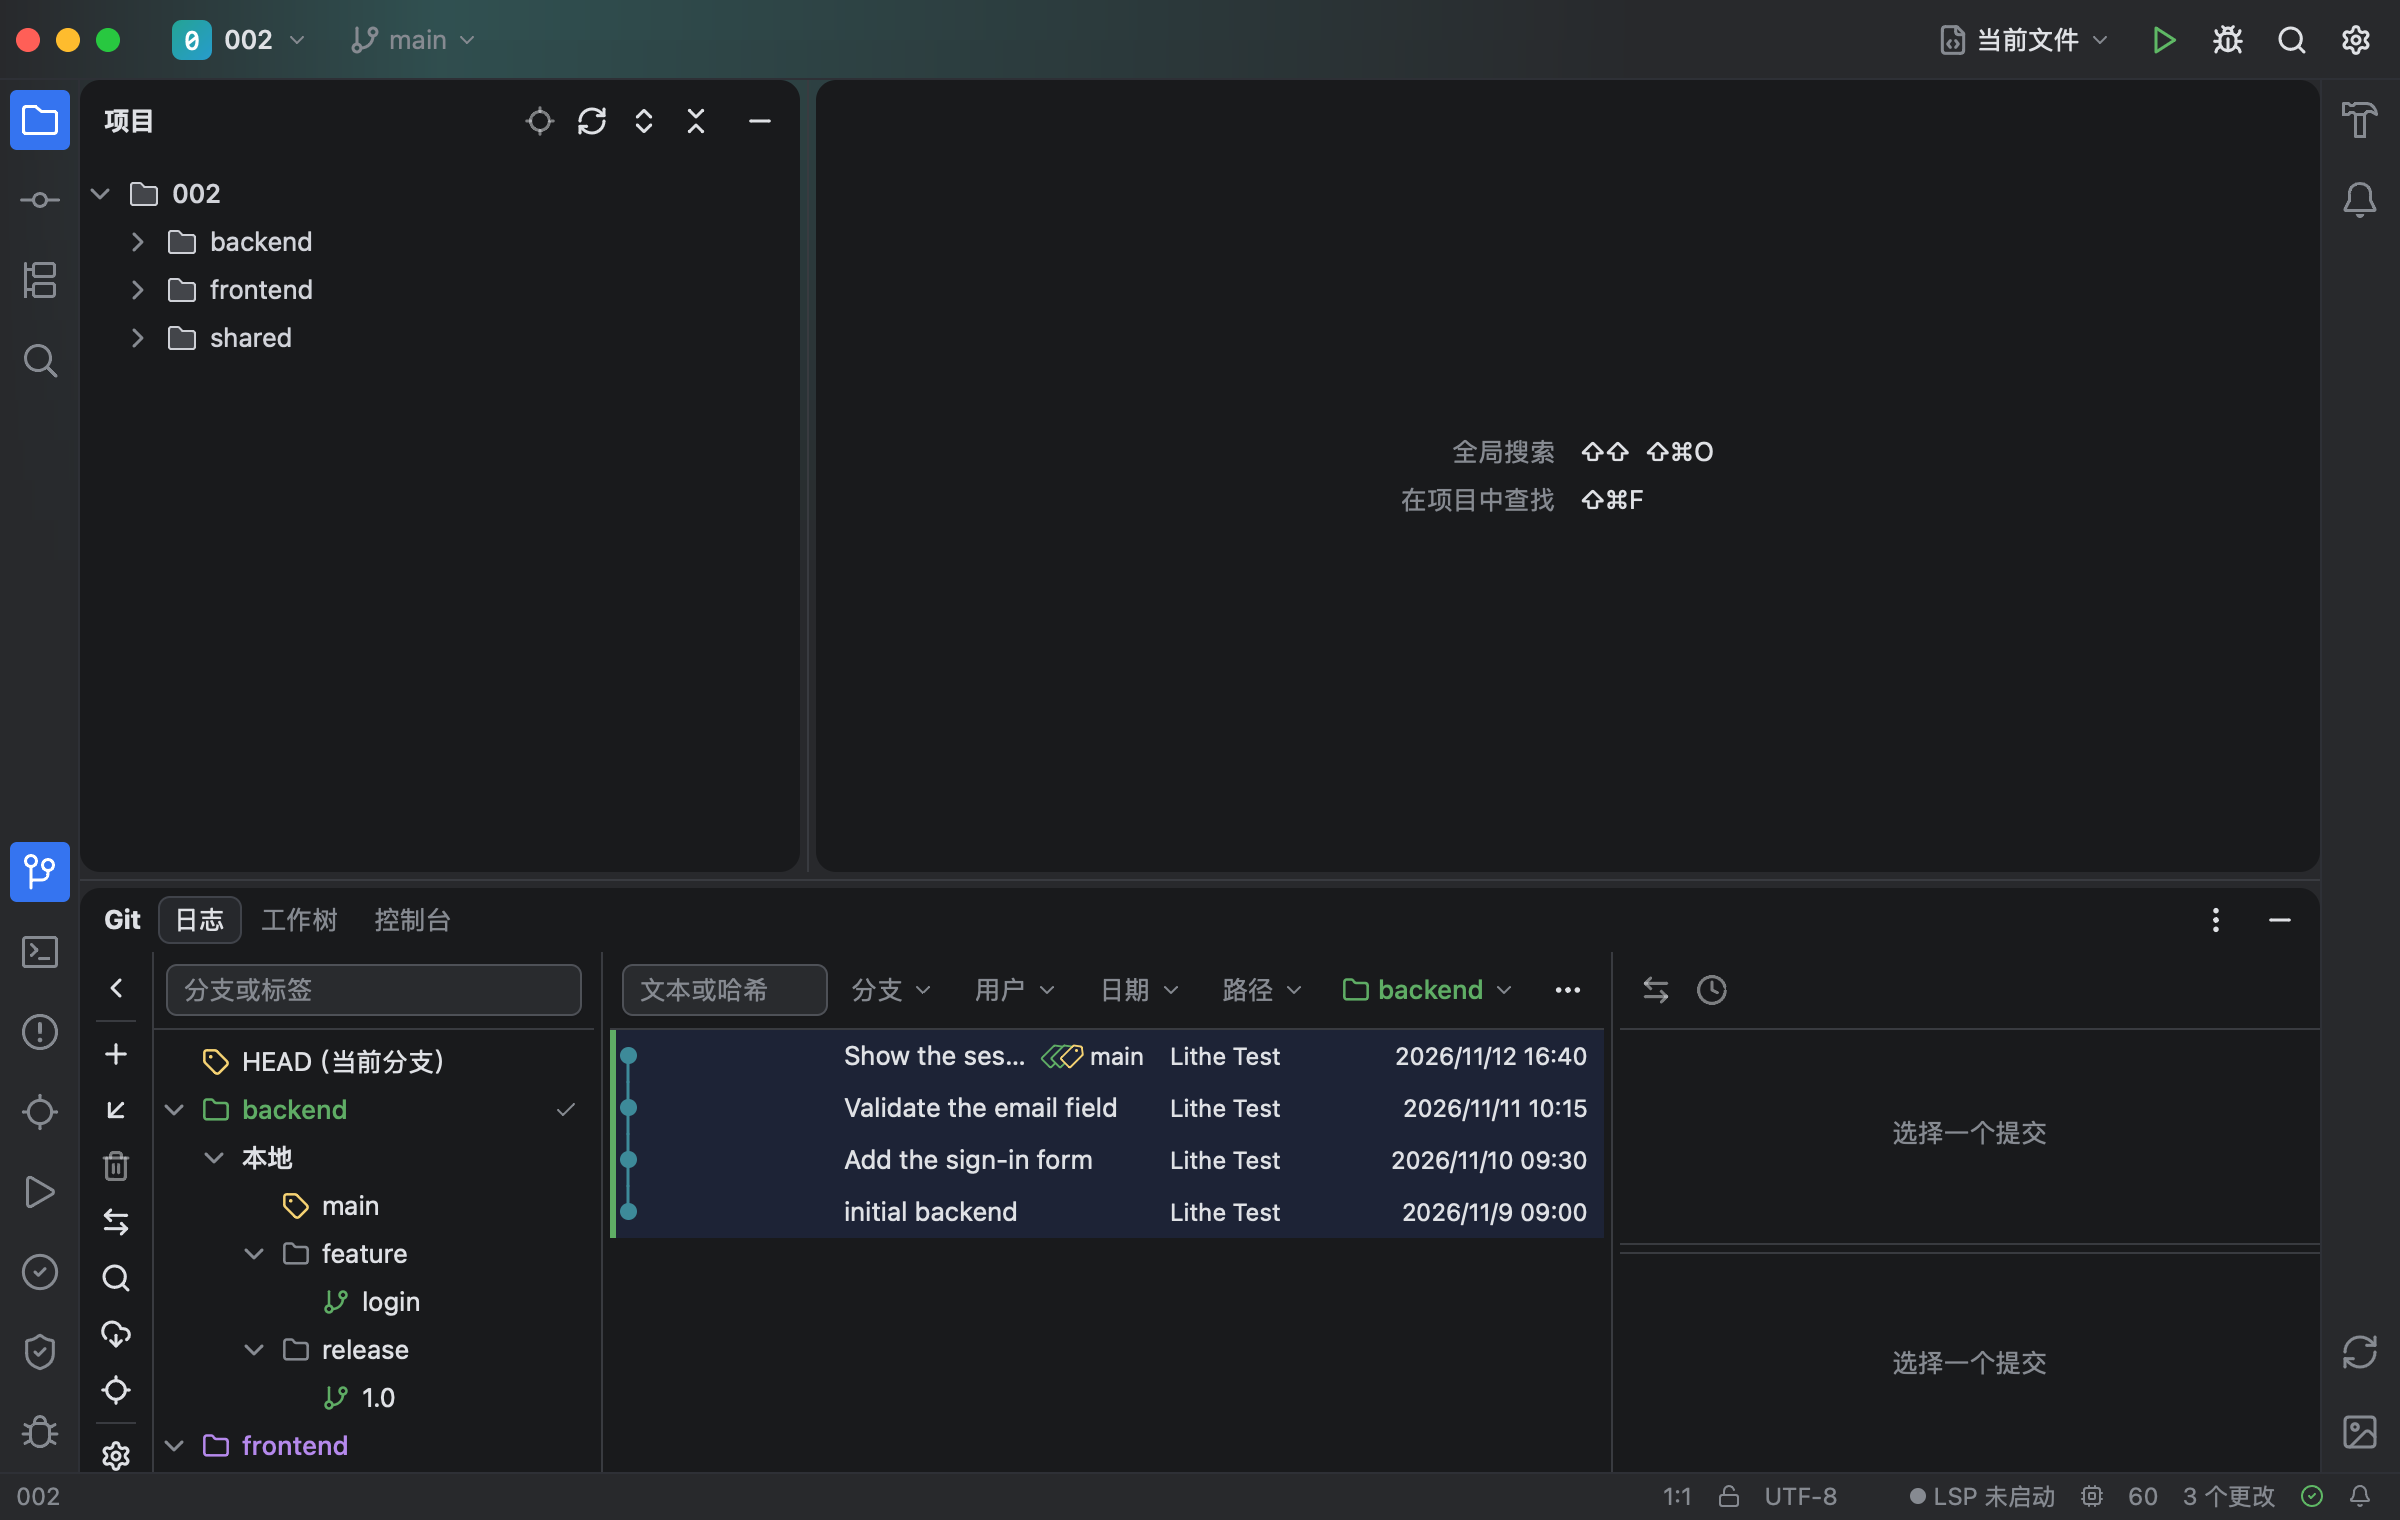 0 002 main 当前文件
项目
002
backend
frontend
shared
全局搜索 ⇧⇧ ⇧⌘O
在项目中查找 ⇧⌘F
Git 日志 工作树 控制台
分支或标签
文本或哈希 分支 用户 日期 路径 backend
HEAD (当前分支)
backend
本地
main
feature
login
release
1.0
frontend
Show the ses... main Lithe Test 2026/11/12 16:40
Validate the email field Lithe Test 2026/11/11 10:15
Add the sign-in form Lithe Test 2026/11/10 09:30
initial backend Lithe Test 2026/11/9 09:00
选择一个提交
选择一个提交
002 1:1 UTF-8 LSP 未启动 60 3 个更改